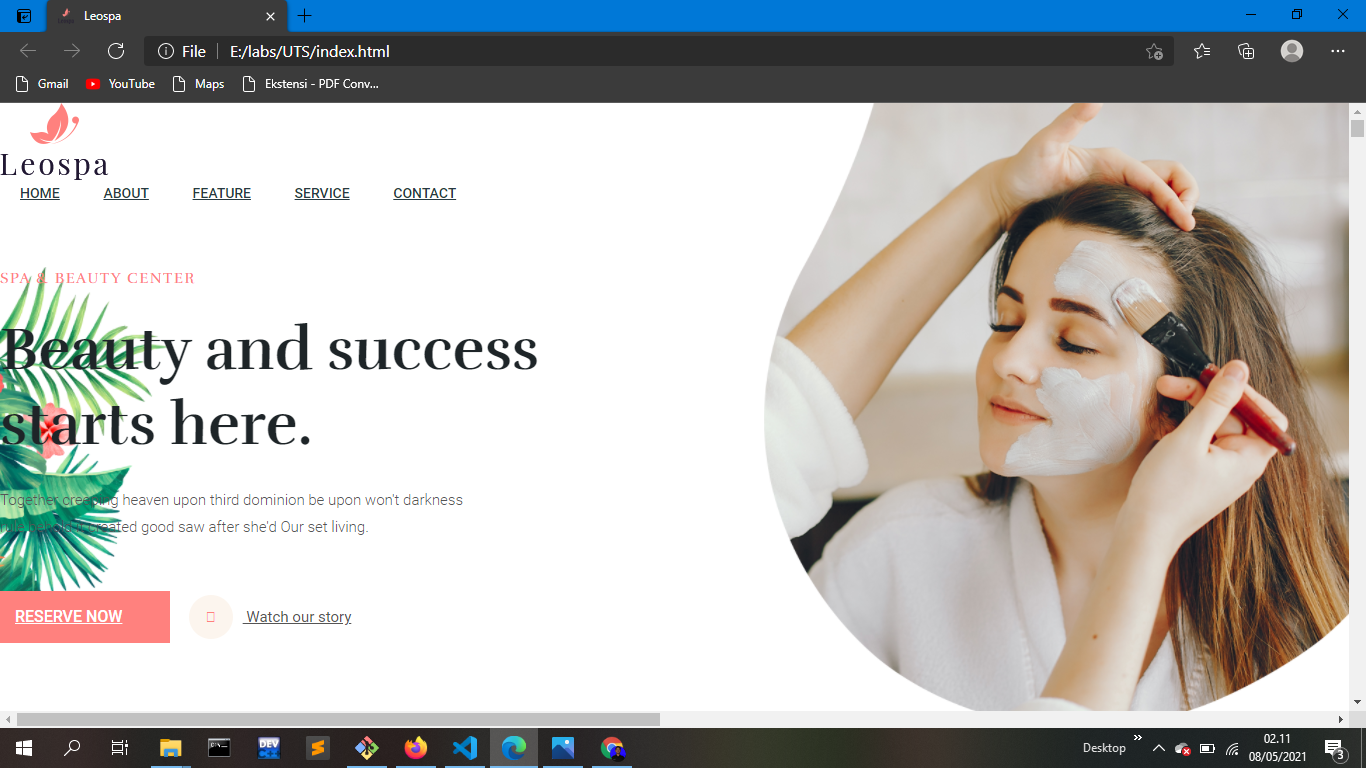 Leospa
File
E:/labs/UTS/index.html
Gmail
YouTube
Maps
Ekstensi - PDF Conv...
Leospa
HOME
ABOUT
FEATURE
SERVICE
CONTACT
SPA & BEAUTY CENTER
Beauty and success
starts here.
Together creeping heaven upon third dominion be upon won't darkness
created good saw after she'd Our set living.
RESERVE NOW
Watch our story
DEV
Desktop
02.11
08/05/2021
3